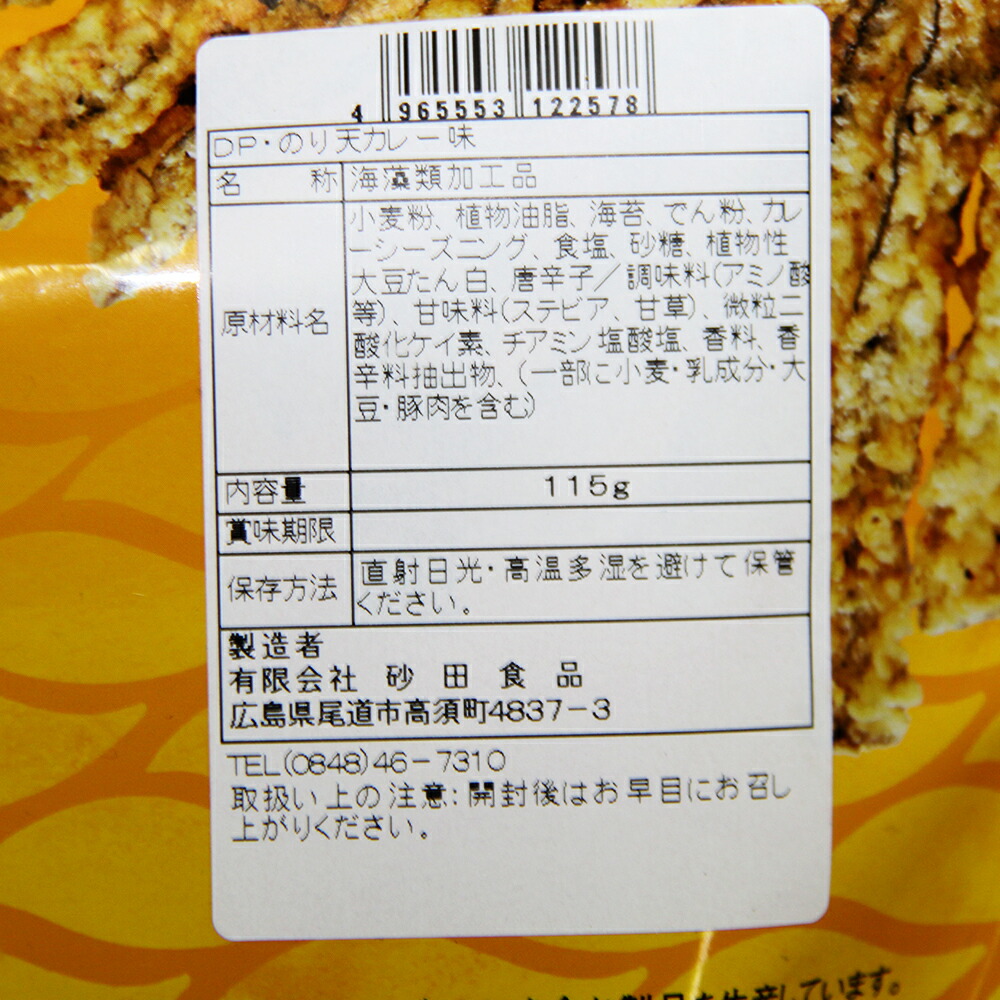 4 965553 122578
DP・のり天カレー味
名 称 海藻類加工品
原材料名
小麦粉、植物油脂、海苔、でん粉、カレ
ーシーズニング、食塩、砂糖、植物性
大豆たん白、唐辛子／調味料(アミノ酸
等)、甘味料(ステビア、甘草)、微粒二
酸化ケイ素、チアミン塩酸塩、香料、香
辛料抽出物、(一部に小麦・乳成分・大
豆・豚肉を含む)
内容量 115g
賞味期限
保存方法
直射日光・高温多湿を避けて保管
ください。
製造者
有限会社 砂田食品
広島県尾道市高須町4837-3
TEL(0848)46-7310
取扱い上の注意:開封後はお早目にお召し
上がりください。
を生産しています。